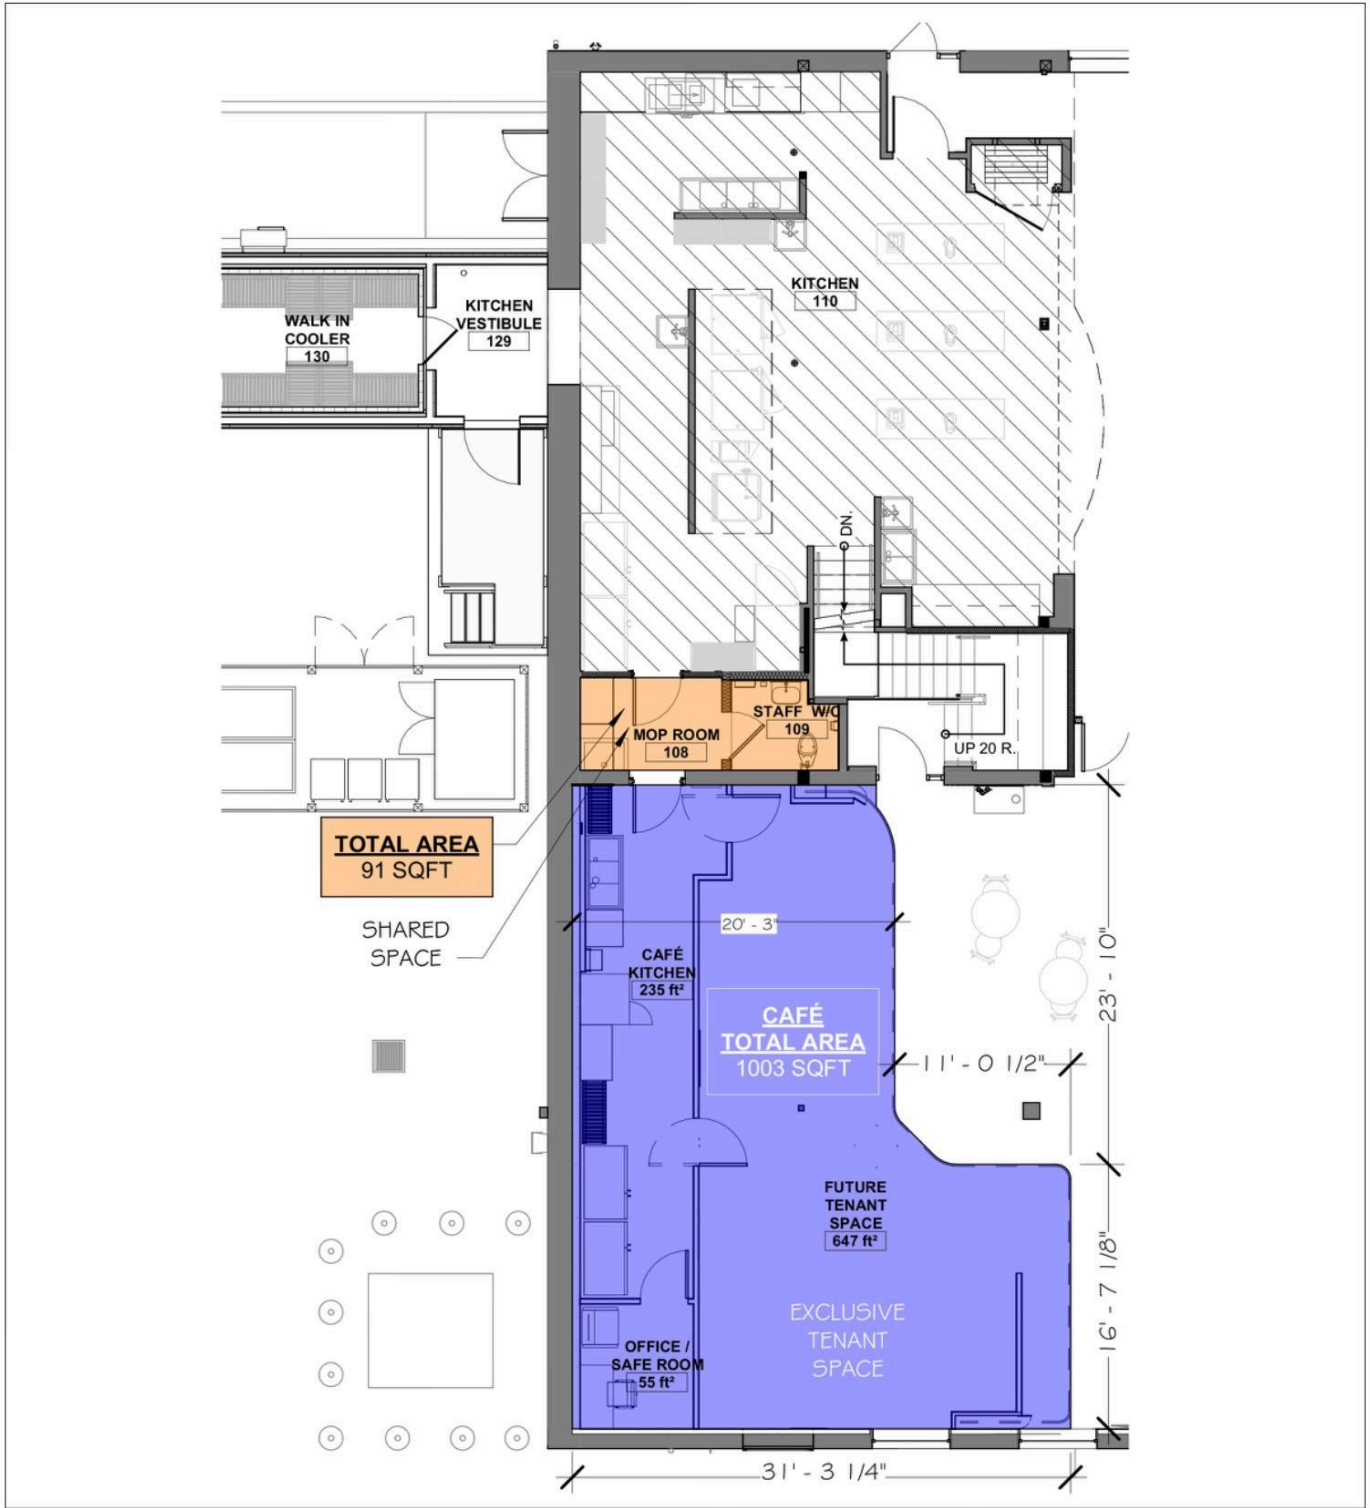 KITCHEN
110
WALK IN
COOLER
130
KITCHEN
VESTIBULE
129
DN.
STAFF W/C
109
MOP ROOM
108
UP 20 R.
TOTAL AREA
91 SQFT
SHARED
SPACE
20' - 3"
CAFÉ
KITCHEN
235 ft²
CAFÉ
TOTAL AREA
1003 SQFT
23' - 10"
11' - 0 1/2"
FUTURE
TENANT
SPACE
647 ft²
EXCLUSIVE
TENANT
SPACE
16' - 7 1/8"
OFFICE /
SAFE ROOM
55 ft²
31' - 3 1/4"